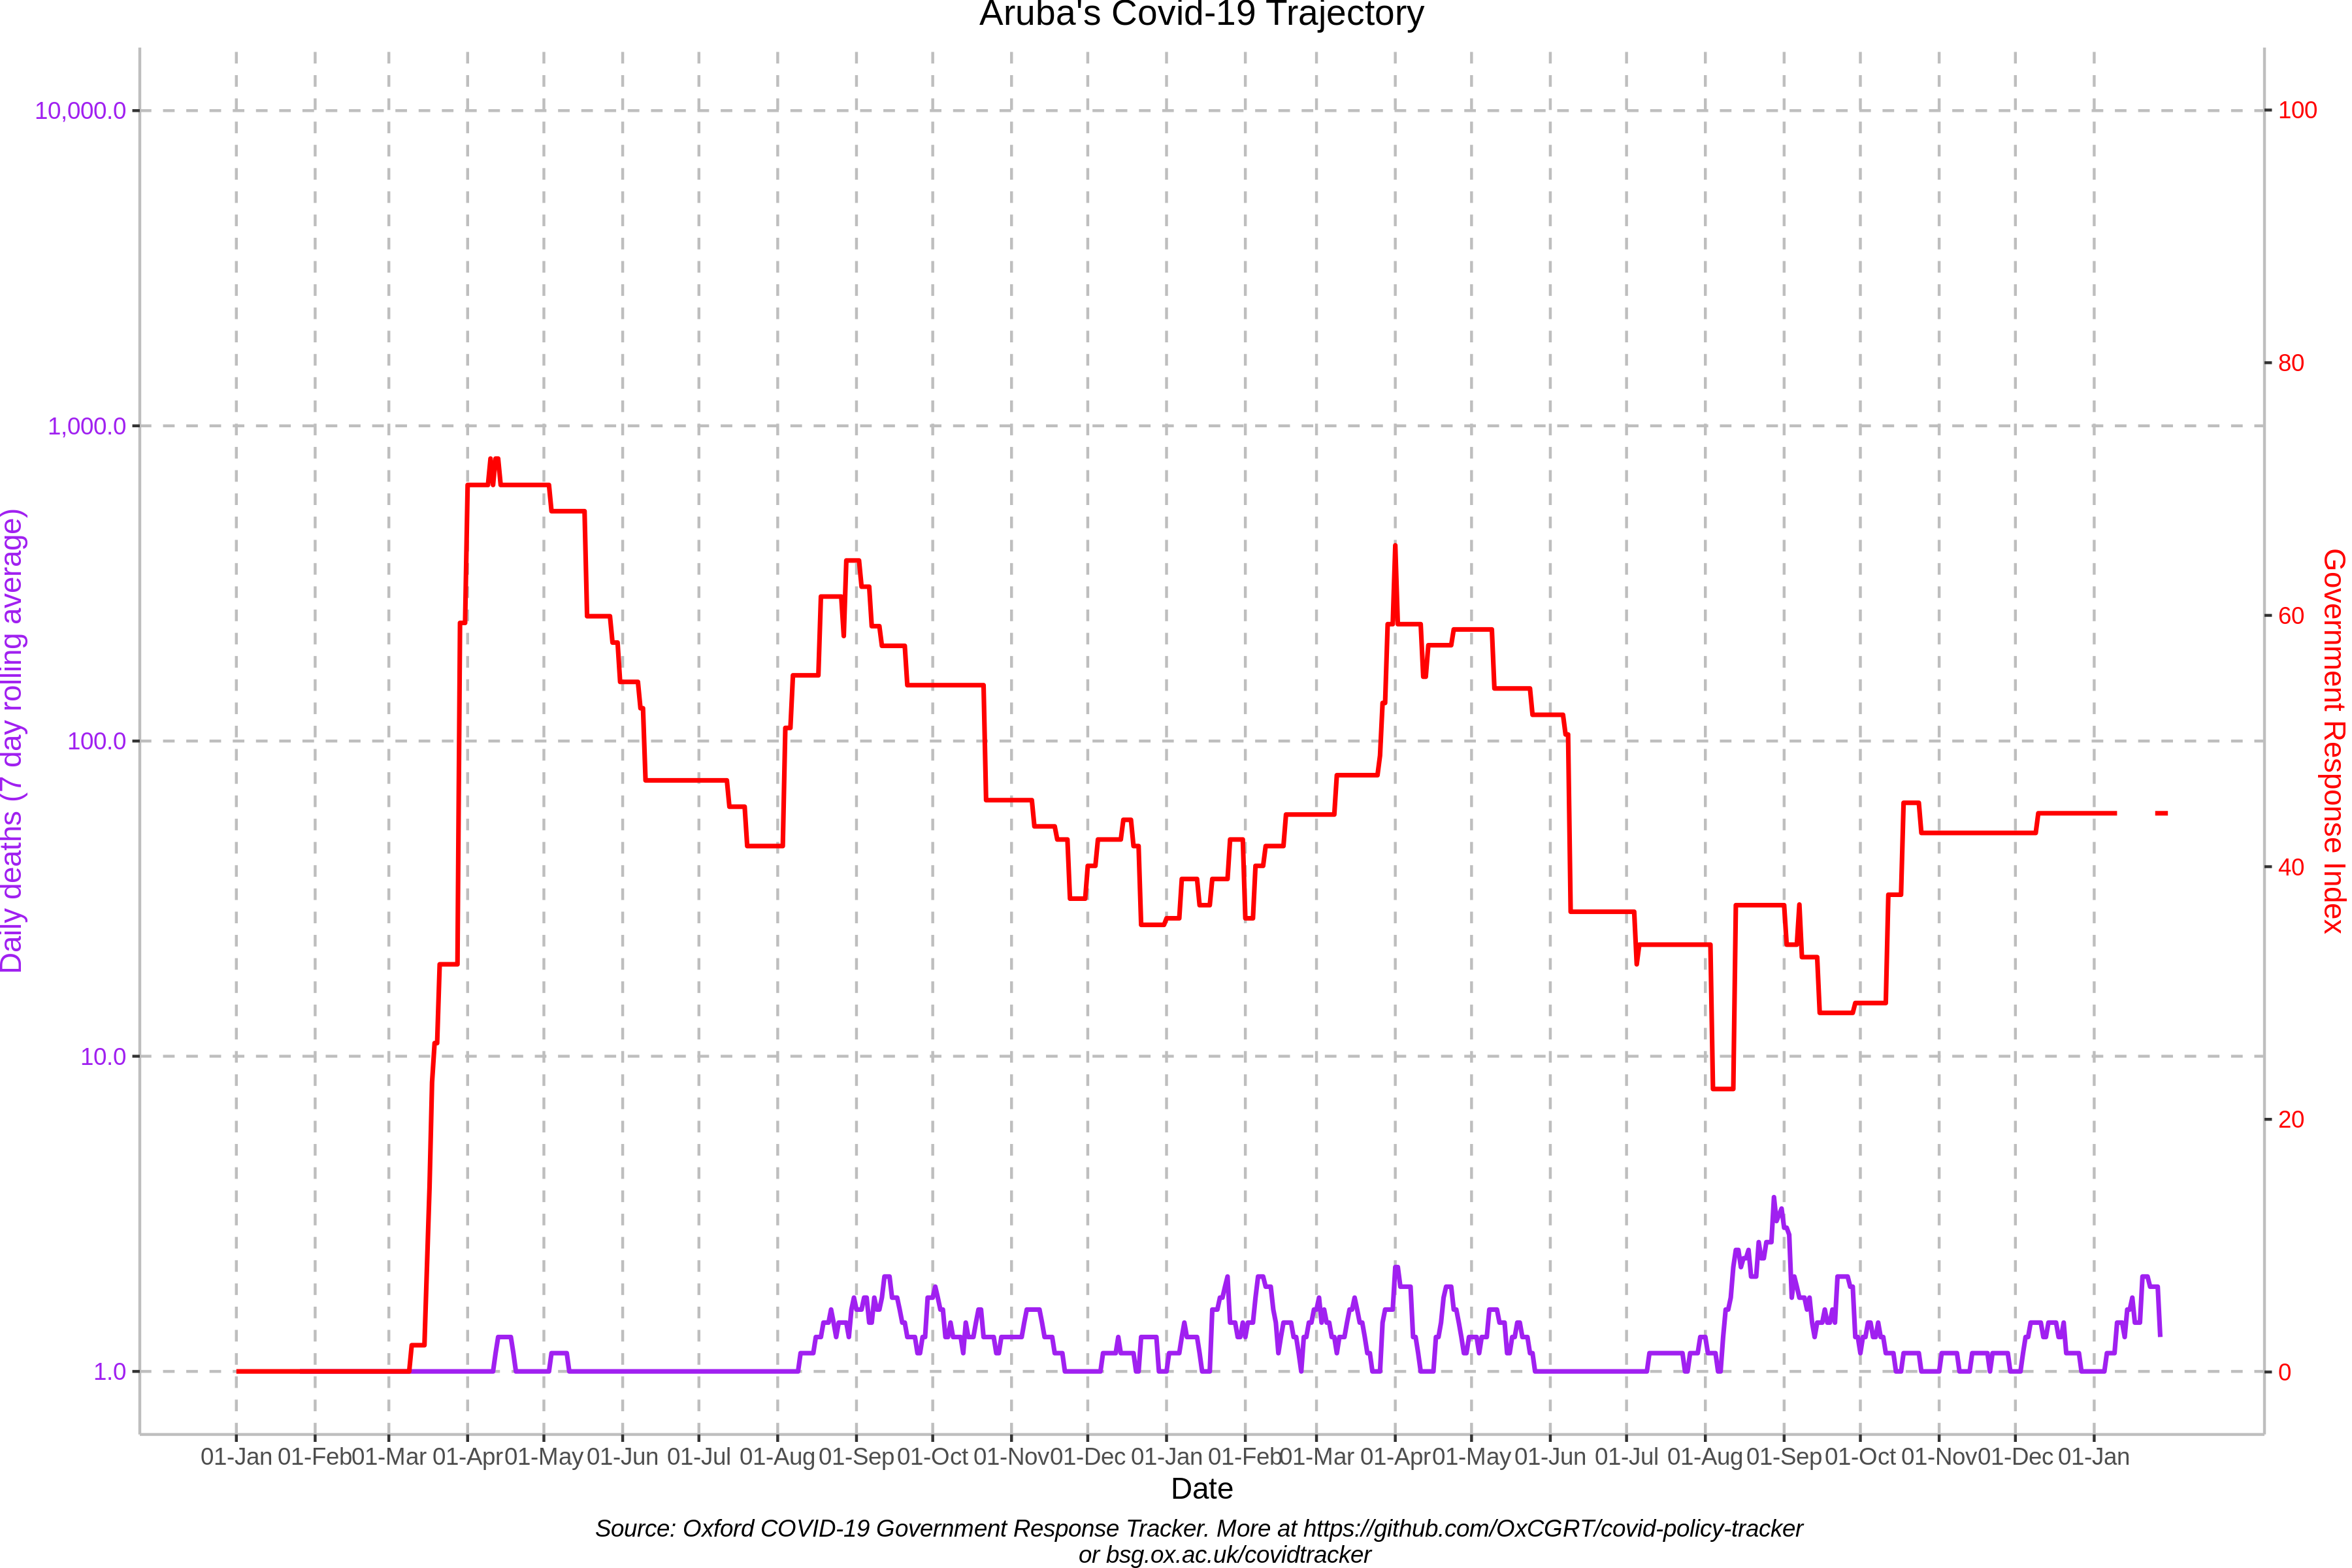 Aruba's Covid-19 Trajectory
10,000.0
1,000.0
100.0
10.0
1.0
Daily deaths (7 day rolling average)
100
80
60
40
20
0
Government Response Index
01-Jan 01-Feb 01-Mar 01-Apr 01-May 01-Jun 01-Jul 01-Aug 01-Sep 01-Oct 01-Nov 01-Dec 01-Jan 01-Feb 01-Mar 01-Apr 01-May 01-Jun 01-Jul 01-Aug 01-Sep 01-Oct 01-Nov 01-Dec 01-Jan
Date
Source: Oxford COVID-19 Government Response Tracker. More at https://github.com/OxCGRT/covid-policy-tracker
or bsg.ox.ac.uk/covidtracker